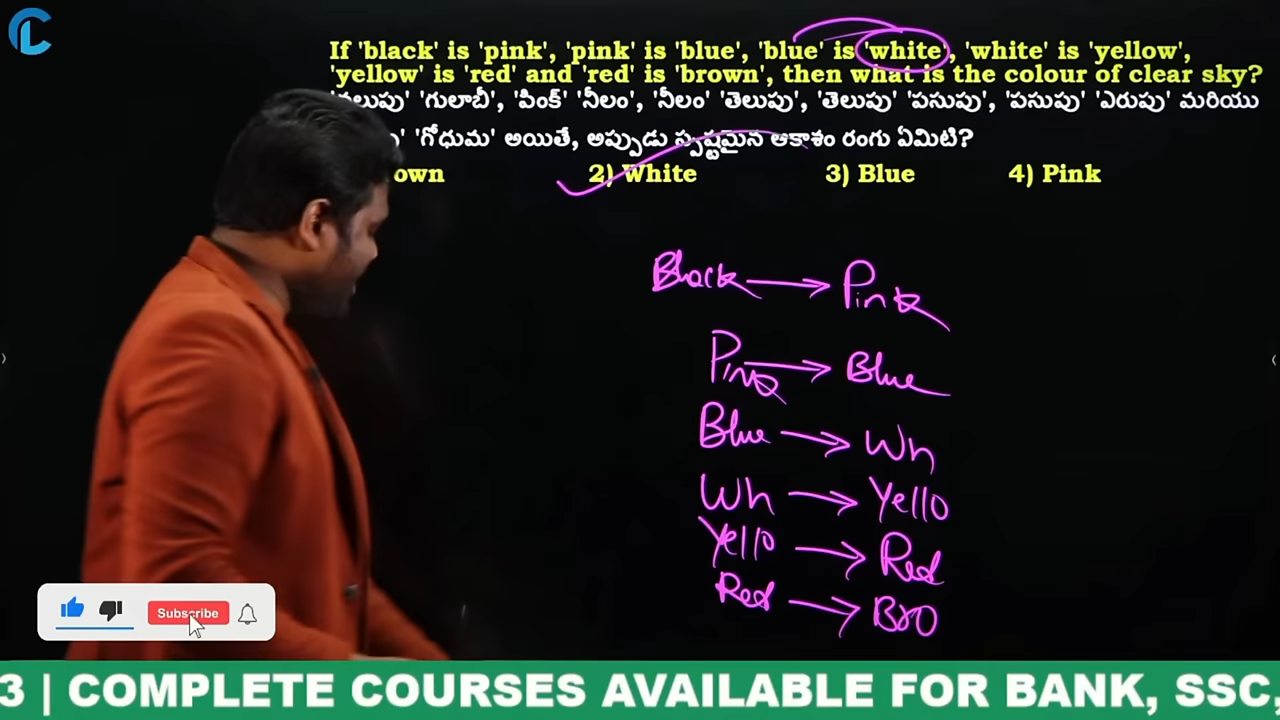 If 'black' is 'pink', 'pink' is 'blue', 'blue' is 'white', 'white' is 'yellow',
'yellow' is 'red' and 'red' is 'brown', then what is the colour of clear sky?
'గులాబీ', 'పింక్' 'నీలం', 'నీలం' 'తెలుపు', 'తెలుపు' 'పసుపు', 'పసుపు' 'ఎరుపు' మరియు
'గోధుమ' అయితే, అప్పుడు స్పష్టమైన ఆకాశం రంగు ఏమిటి?
2) White 3) Blue 4) Pink
Black → Pink
Pink → Blue
Blue → Wh
Wh → Yello
Yello → Red
Red → Bro
Subscribe
3 | COMPLETE COURSES AVAILABLE FOR BANK, SSC,